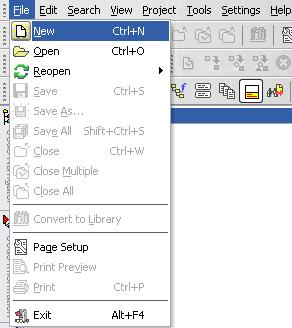 File Edit Search View Project Tools Settings Help
New Ctrl+N
Open Ctrl+O
Reopen
Save Ctrl+S
Save As...
Save All Shift+Ctrl+S
Close Ctrl+W
Close Multiple
Close All
Convert to Library
Page Setup
Print Preview
Print Ctrl+P
Exit Alt+F4